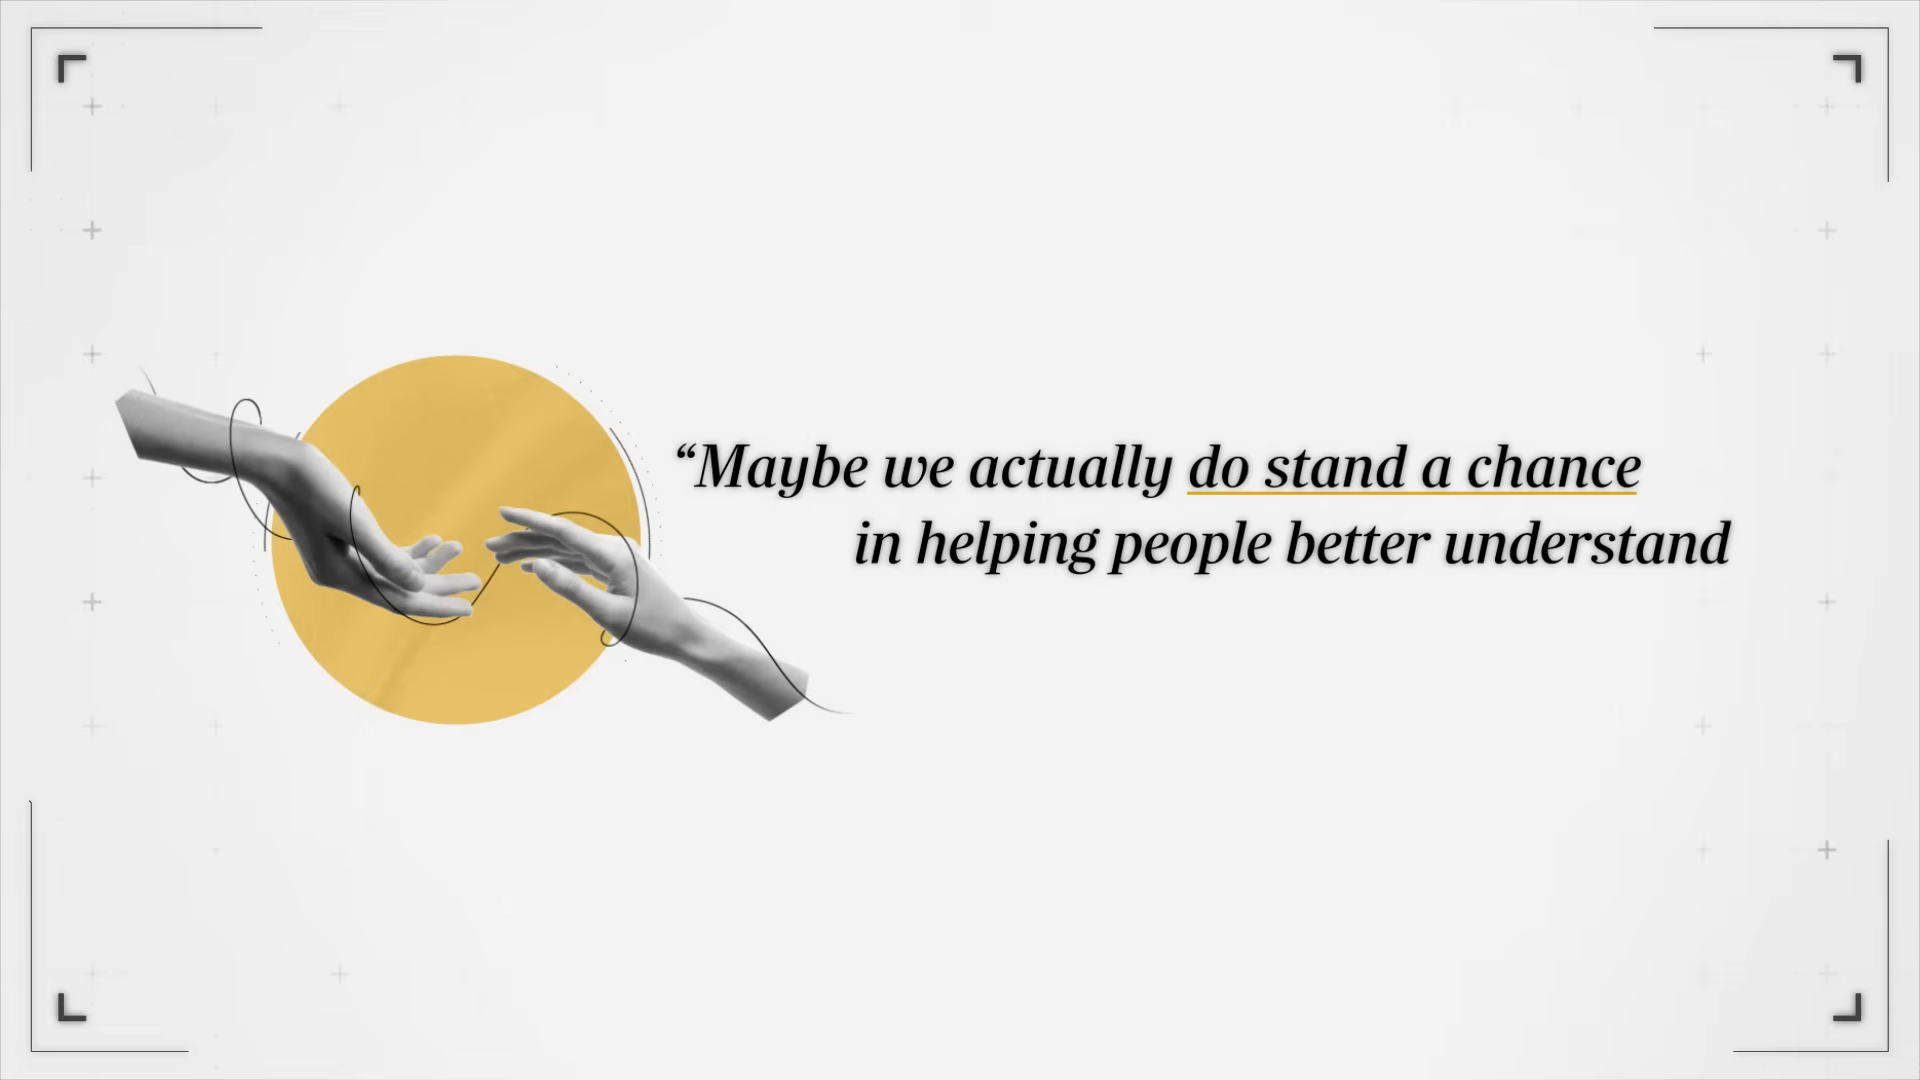 “Maybe we actually do stand a chance
in helping people better understand